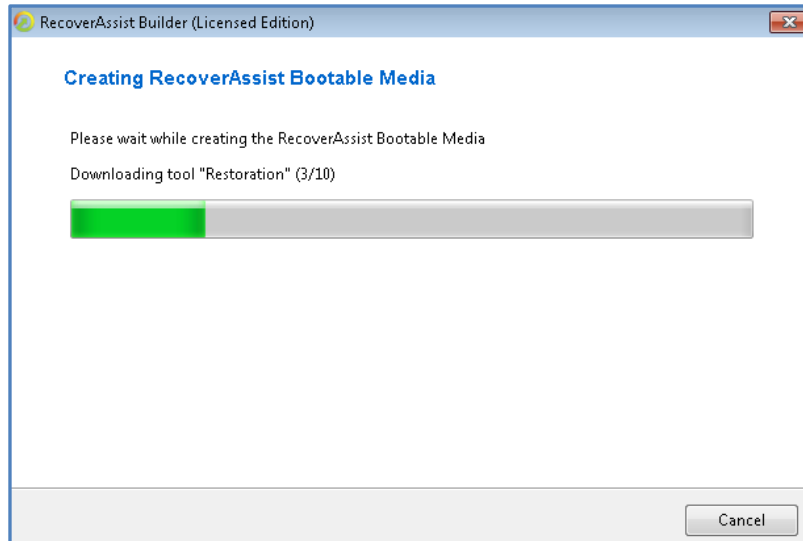 RecoverAssist Builder (Licensed Edition)
Creating RecoverAssist Bootable Media
Please wait while creating the RecoverAssist Bootable Media
Downloading tool "Restoration" (3/10)
Cancel